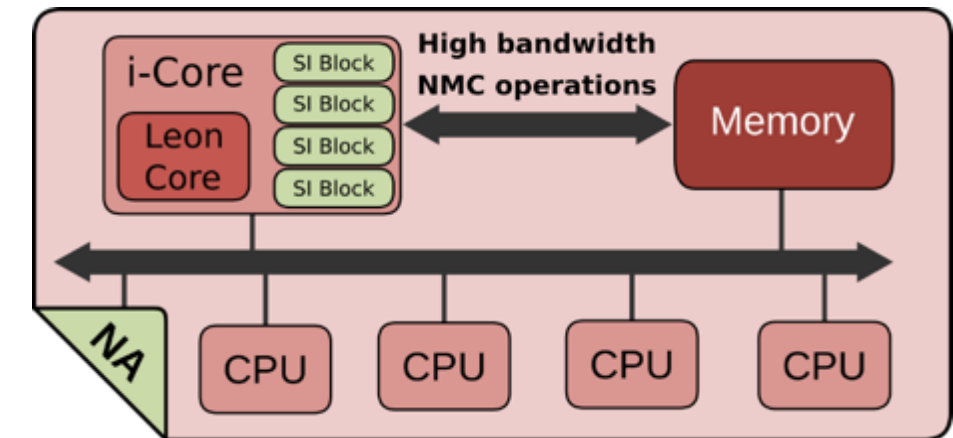 High bandwidth
NMC operations
i-Core
Leon
Core
SI Block
SI Block
SI Block
SI Block
Memory
NA
CPU
CPU
CPU
CPU